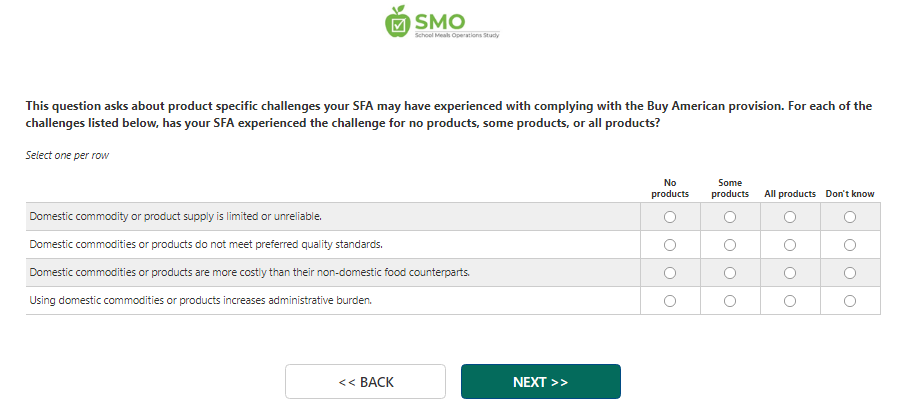 SMO
School Meals Operations Study
This question asks about product specific challenges your SFA may have experienced with complying with the Buy American provision. For each of the
challenges listed below, has your SFA experienced the challenge for no products, some products, or all products?
Select one per row
No products Some products All products Don't know
Domestic commodity or product supply is limited or unreliable.
Domestic commodities or products do not meet preferred quality standards.
Domestic commodities or products are more costly than their non-domestic food counterparts.
Using domestic commodities or products increases administrative burden.
<< BACK NEXT >>